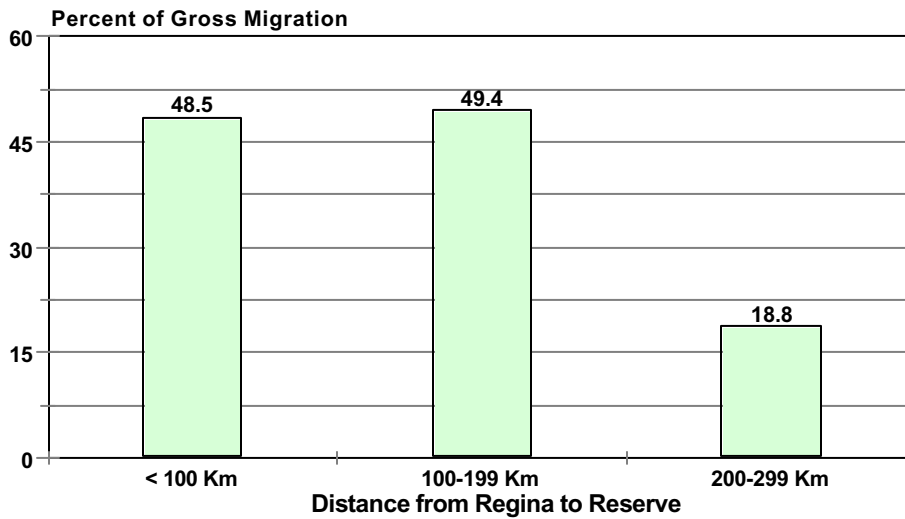 Percent of Gross Migration
60
45
30
15
0
48.5
49.4
18.8
< 100 Km
100-199 Km
200-299 Km
Distance from Regina to Reserve